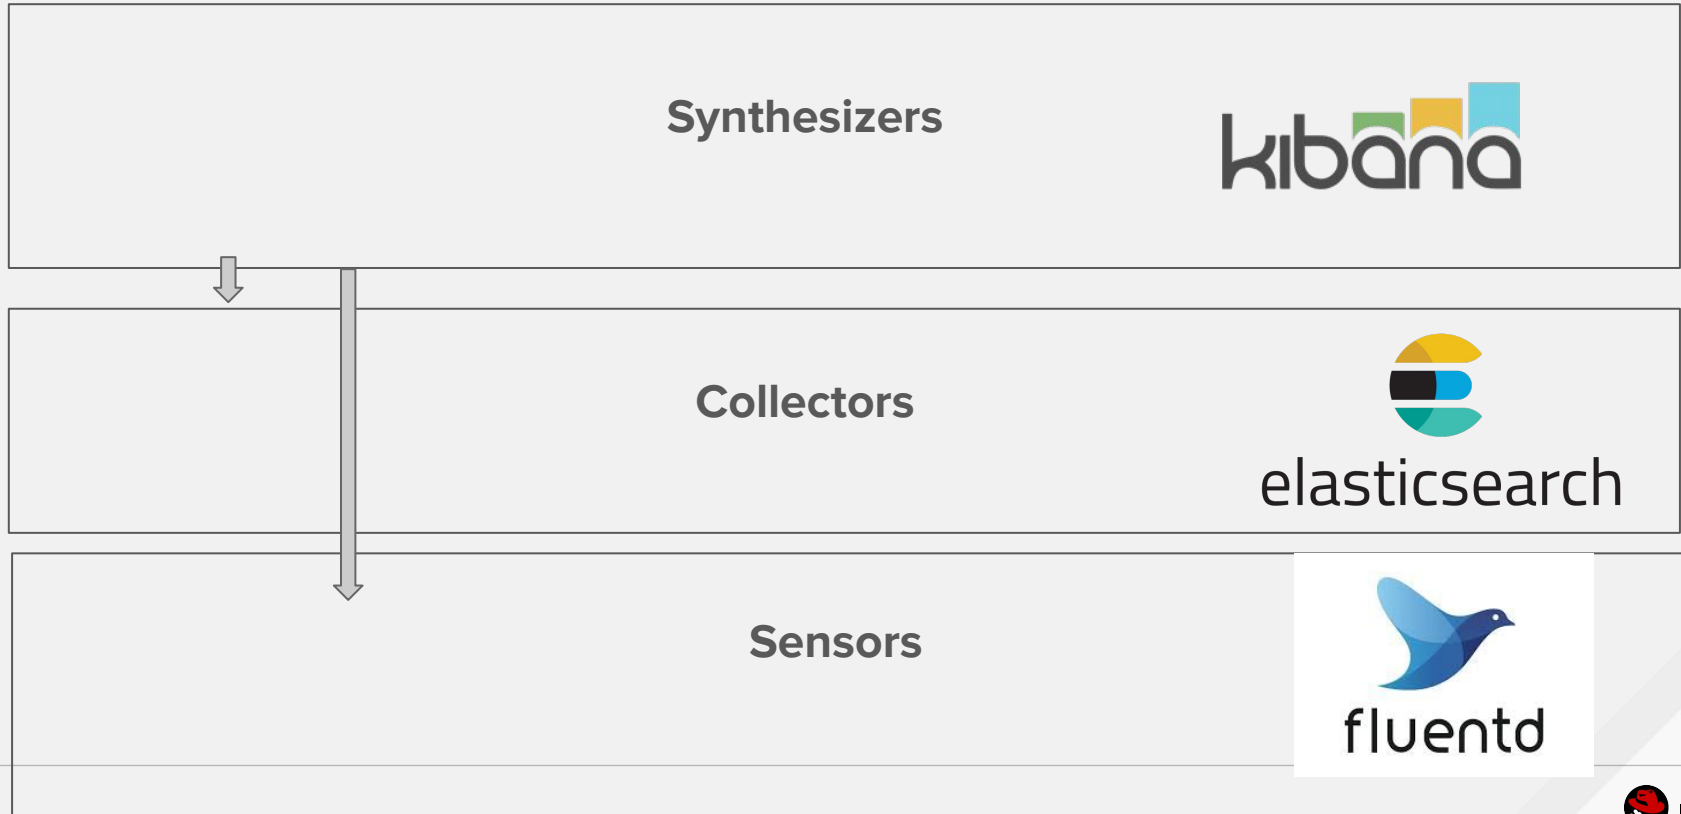 Synthesizers
kibana
Collectors
elasticsearch
Sensors
fluentd